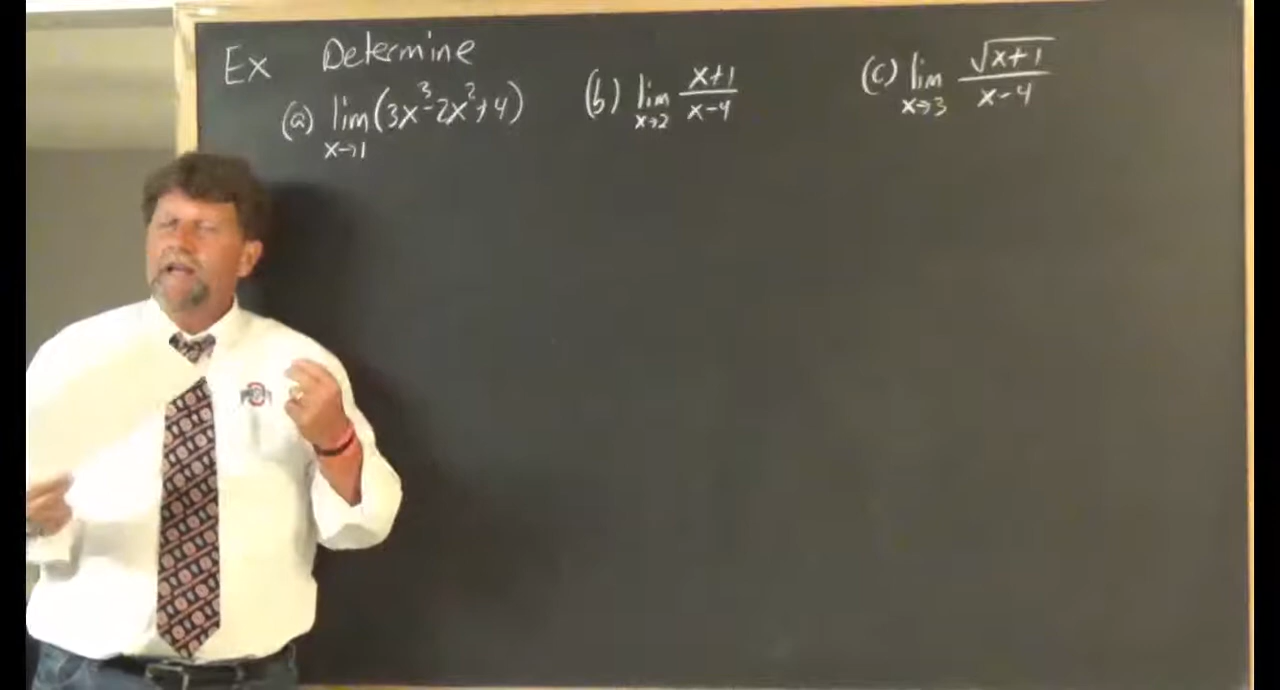 Ex Determine
(a) lim x→1 (3x³-2x²+4) (b) lim x→2 x+1/x-4 (c) lim x→3 √x+1/x-4